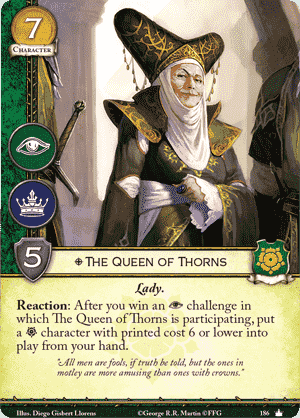 7
CHARACTER
5
THE QUEEN OF THORNS
Lady.
Reaction: After you win an challenge in
which The Queen of Thorns is participating, put
a character with printed cost 6 or lower into
play from your hand.
"All men are fools, if truth be told, but the ones in
motley are more amusing than ones with crowns."
Illus. Diego Gisbert Llorens ©George R.R. Martin ©FFG 186